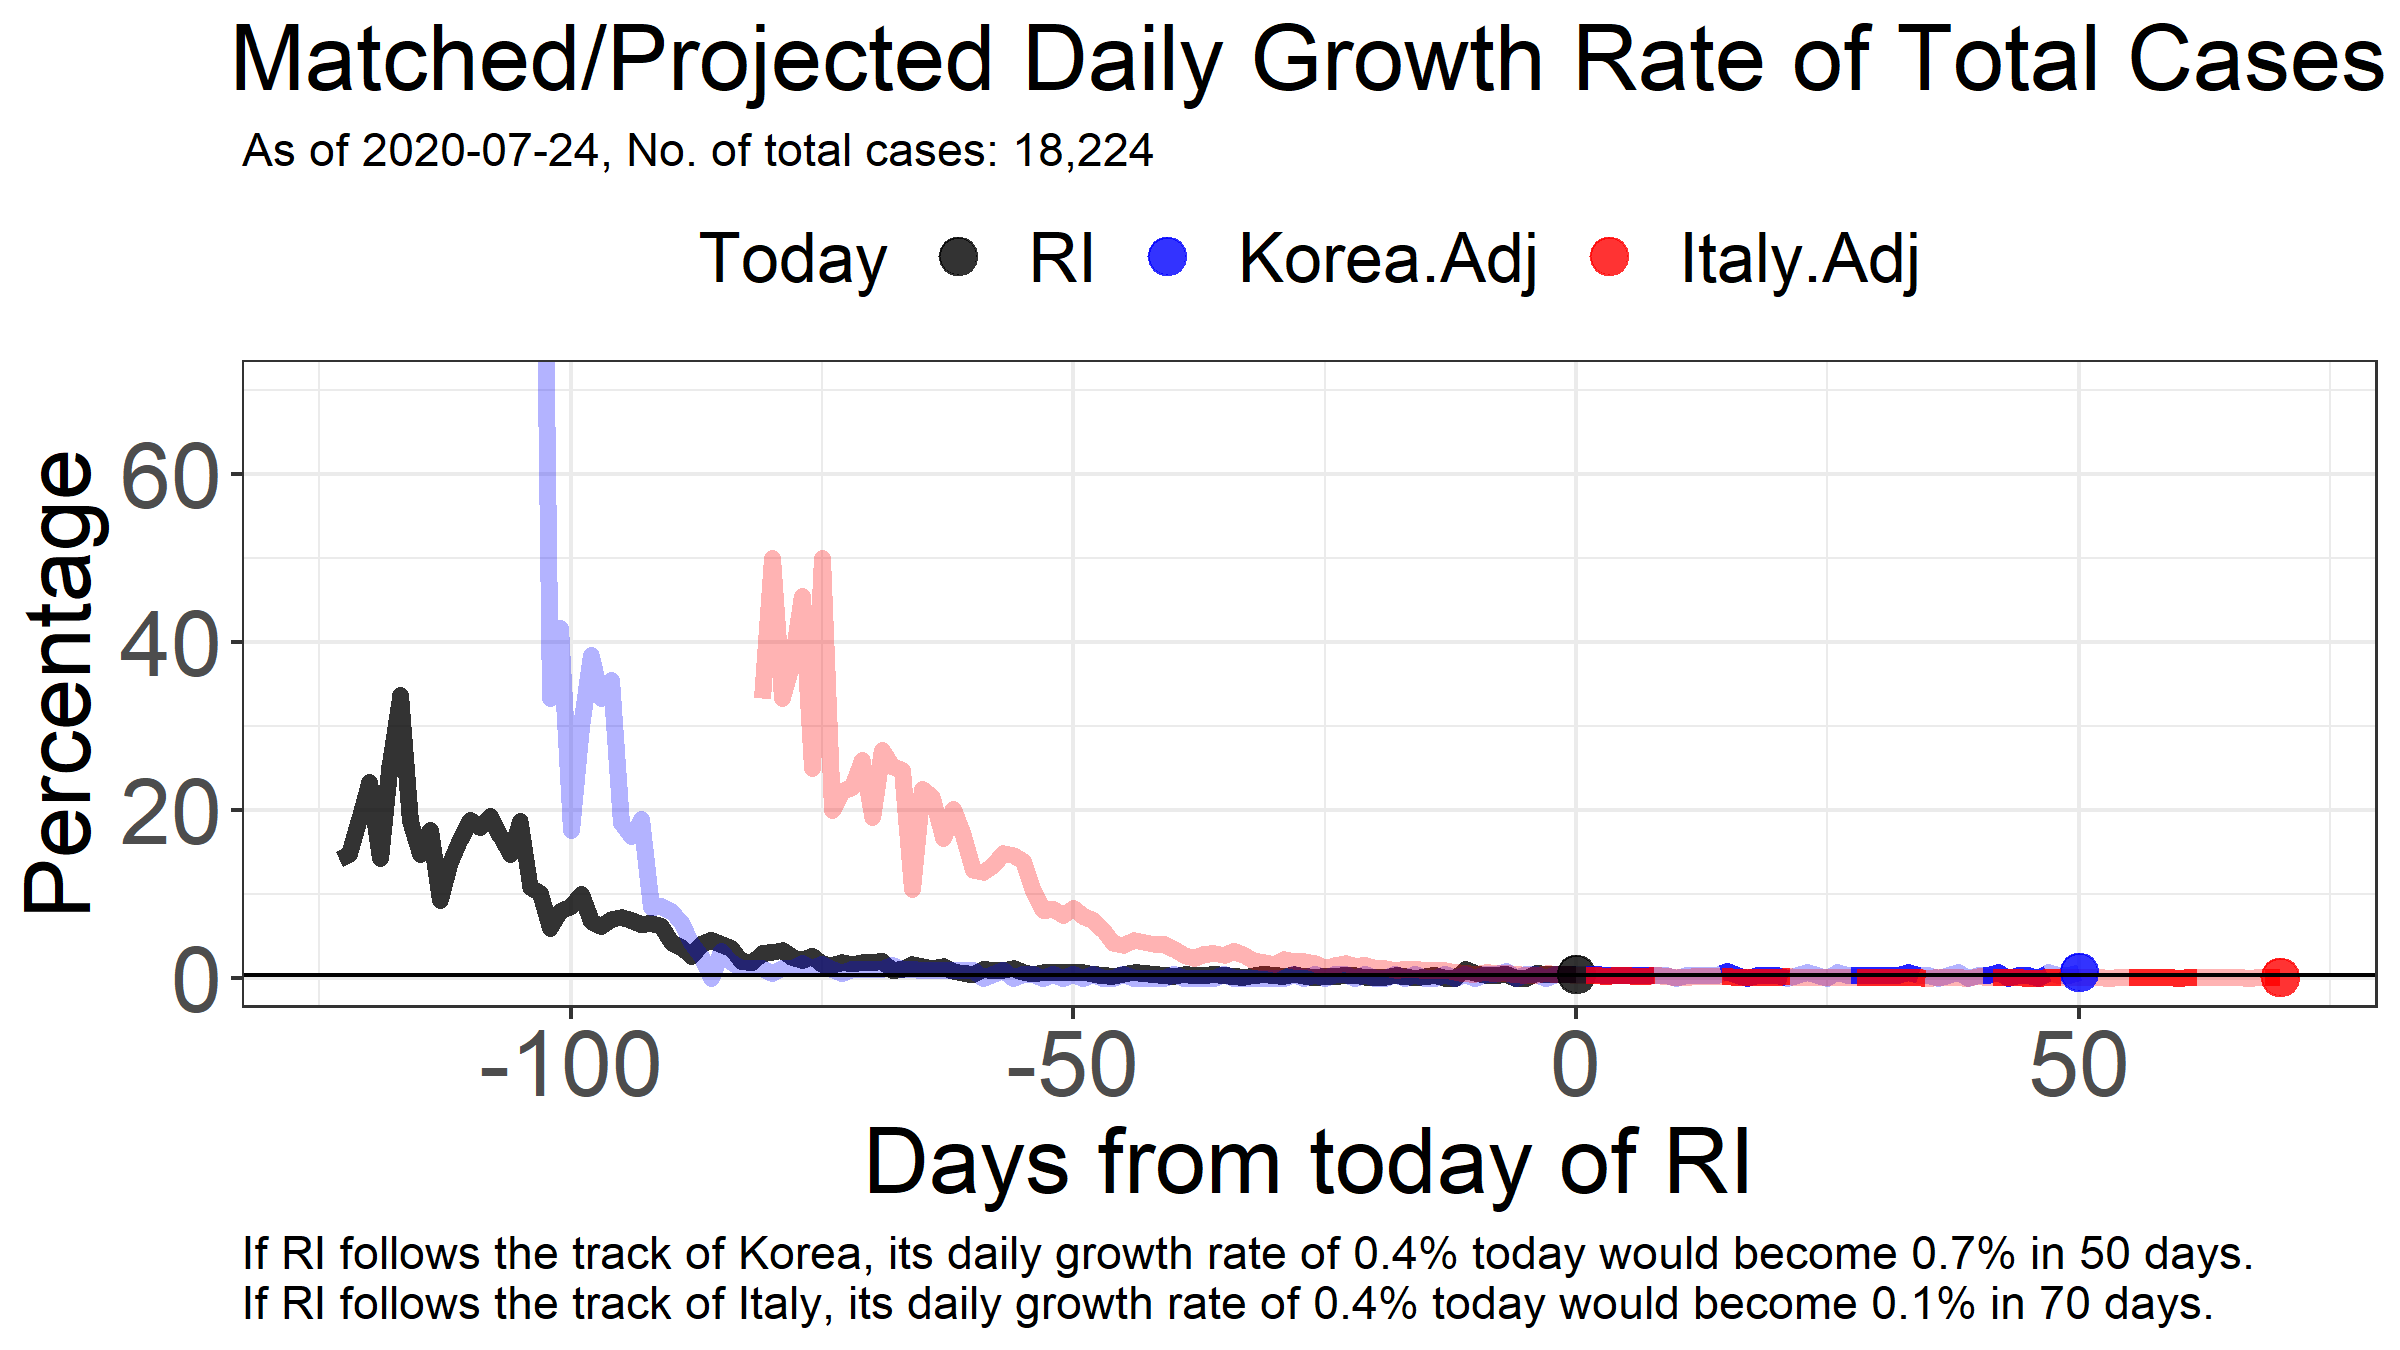 Matched/Projected Daily Growth Rate of Total Cases
As of 2020-07-24, No. of total cases: 18,224
Today RI Korea.Adj Italy.Adj
Percentage
60
40
20
0
-100 -50 0 50
Days from today of RI
If RI follows the track of Korea, its daily growth rate of 0.4% today would become 0.7% in 50 days.
If RI follows the track of Italy, its daily growth rate of 0.4% today would become 0.1% in 70 days.